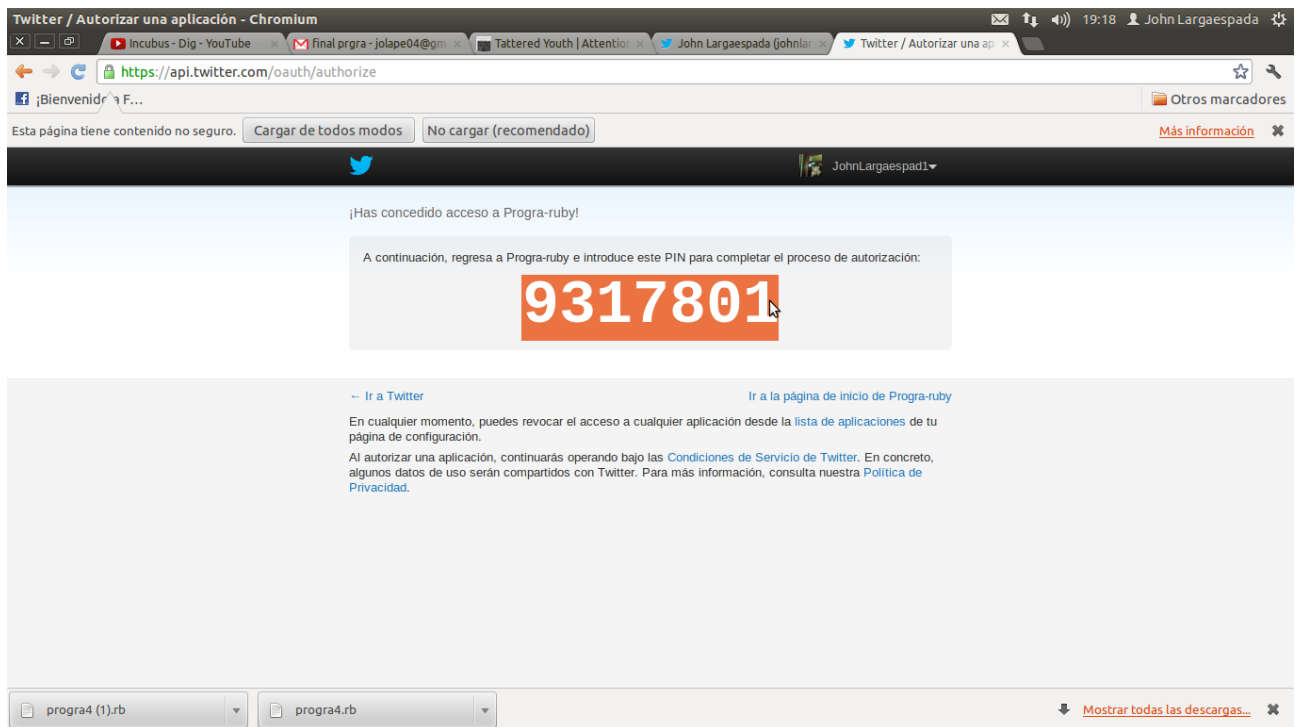 Twitter / Autorizar una aplicación - Chromium 19:18 John Largaespada
Incubus - Dig - YouTube final prgra - jolape04@gm Tattered Youth | Attention John Largaespada (johnlar Twitter / Autorizar una ap
https://api.twitter.com/oauth/authorize
¡Bienvenido a F... Otros marcadores
Esta página tiene contenido no seguro. Cargar de todos modos No cargar (recomendado) Más información
JohnLargaespad1
¡Has concedido acceso a Progra-ruby!
A continuación, regresa a Progra-ruby e introduce este PIN para completar el proceso de autorización:
9317801
← Ir a Twitter Ir a la página de inicio de Progra-ruby
En cualquier momento, puedes revocar el acceso a cualquier aplicación desde la lista de aplicaciones de tu
página de configuración.
Al autorizar una aplicación, continuarás operando bajo las Condiciones de Servicio de Twitter. En concreto,
algunos datos de uso serán compartidos con Twitter. Para más información, consulta nuestra Política de
Privacidad.
progra4 (1).rb progra4.rb Mostrar todas las descargas...